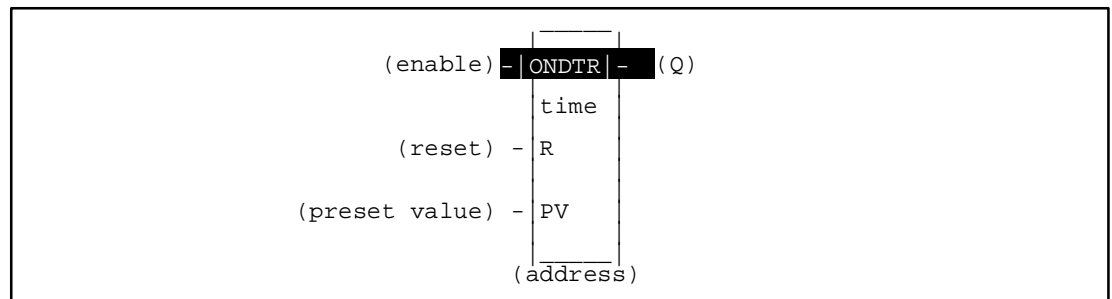 (enable) -|ONDTR|- (Q)
time
(reset) -|R
(preset value) -|PV
(address)